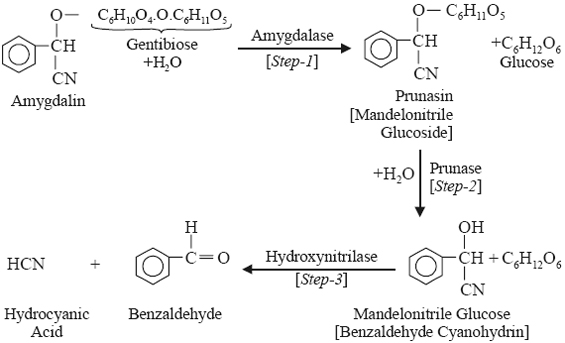 O— C₆H₁₀O₄.O.C₆H₁₁O₅
CH
CN
Gentibiose
+H₂O
Amygdalin
Amygdalase
[Step-1]
O— C₆H₁₁O₅
CH
CN
+C₆H₁₂O₆
Glucose
Prunasin
[Mandelonitrile
Glucoside]
+H₂O
Prunase
[Step-2]
OH
CH + C₆H₁₂O₆
CN
Mandelonitrile Glucose
[Benzaldehyde Cyanohydrin]
Hydroxynitrilase
[Step-3]
H
C=O
Benzaldehyde
+
HCN
Hydrocyanic
Acid